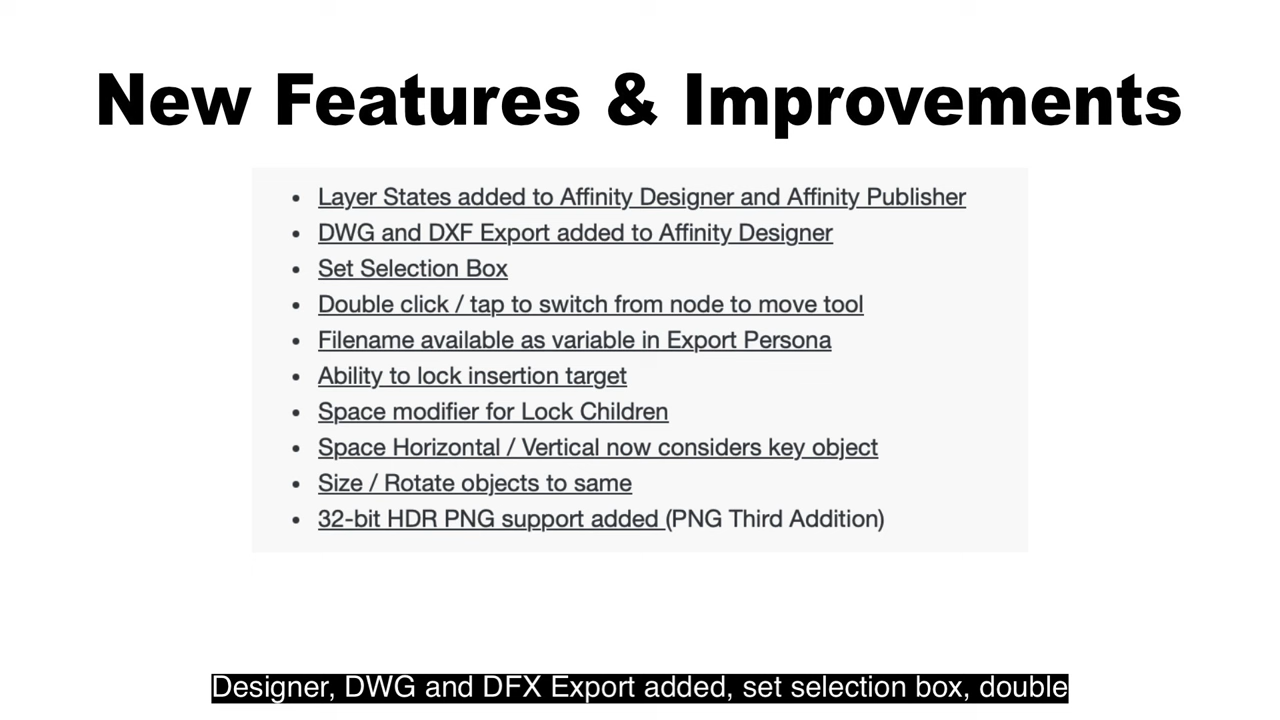 New Features & Improvements
• Layer States added to Affinity Designer and Affinity Publisher
• DWG and DXF Export added to Affinity Designer
• Set Selection Box
• Double click / tap to switch from node to move tool
• Filename available as variable in Export Persona
• Ability to lock insertion target
• Space modifier for Lock Children
• Space Horizontal / Vertical now considers key object
• Size / Rotate objects to same
• 32-bit HDR PNG support added (PNG Third Addition)
Designer, DWG and DFX Export added, set selection box, double